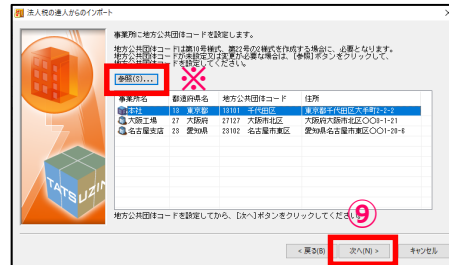 法人税の達人からのインポート
事業所に地方公共団体コードを設定します。
地方公共団体コードは第10号様式、第22号の2様式を作成する場合に、必要となります。
地方公共団体コードが未設定又は変更が必要な場合は、[参照]ボタンをクリックして、
地方公共団体コードを設定してください。
参照(S)...
※
事業所名 都道府県名 地方公共団体コード 住所
本社 13 東京都 13101 千代田区 東京都千代田区大手町2-2-2
大阪工場 27 大阪府 27127 大阪市北区 大阪府大阪市北区〇〇8-1-21
名古屋支店 23 愛知県 23102 名古屋市東区 愛知県名古屋市東区〇〇1-20-6
TATSUZIN
地方公共団体コードを設定してから、[次へ]ボタンをクリックしてください。
⑨
< 戻る(B) 次へ(N) > キャンセル